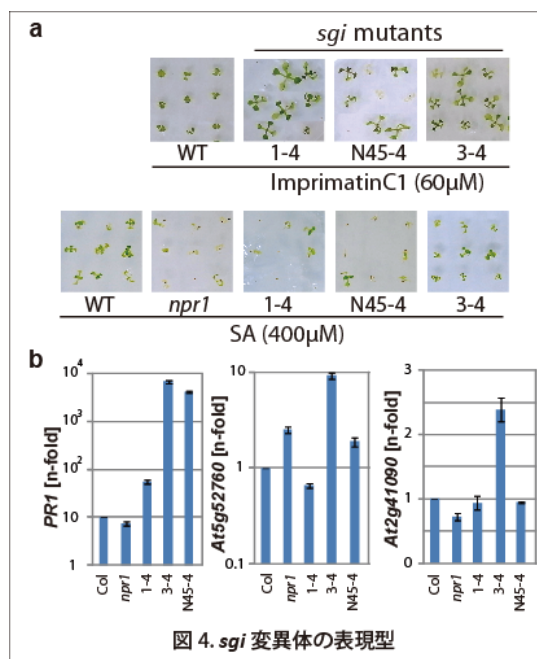 a
sgi mutants
WT 1-4 N45-4 3-4
ImprimatinC1 (60μM)
WT npr1 1-4 N45-4 3-4
SA (400μM)
b
PR1 [n-fold]
10⁴
10³
10²
10
1
Col npr1 1-4 3-4 N45-4
At5g52760 [n-fold]
10
1
0.1
Col npr1 1-4 3-4 N45-4
At2g41090 [n-fold]
3
2
1
0
Col npr1 1-4 3-4 N45-4
図 4. sgi 変異体の表現型